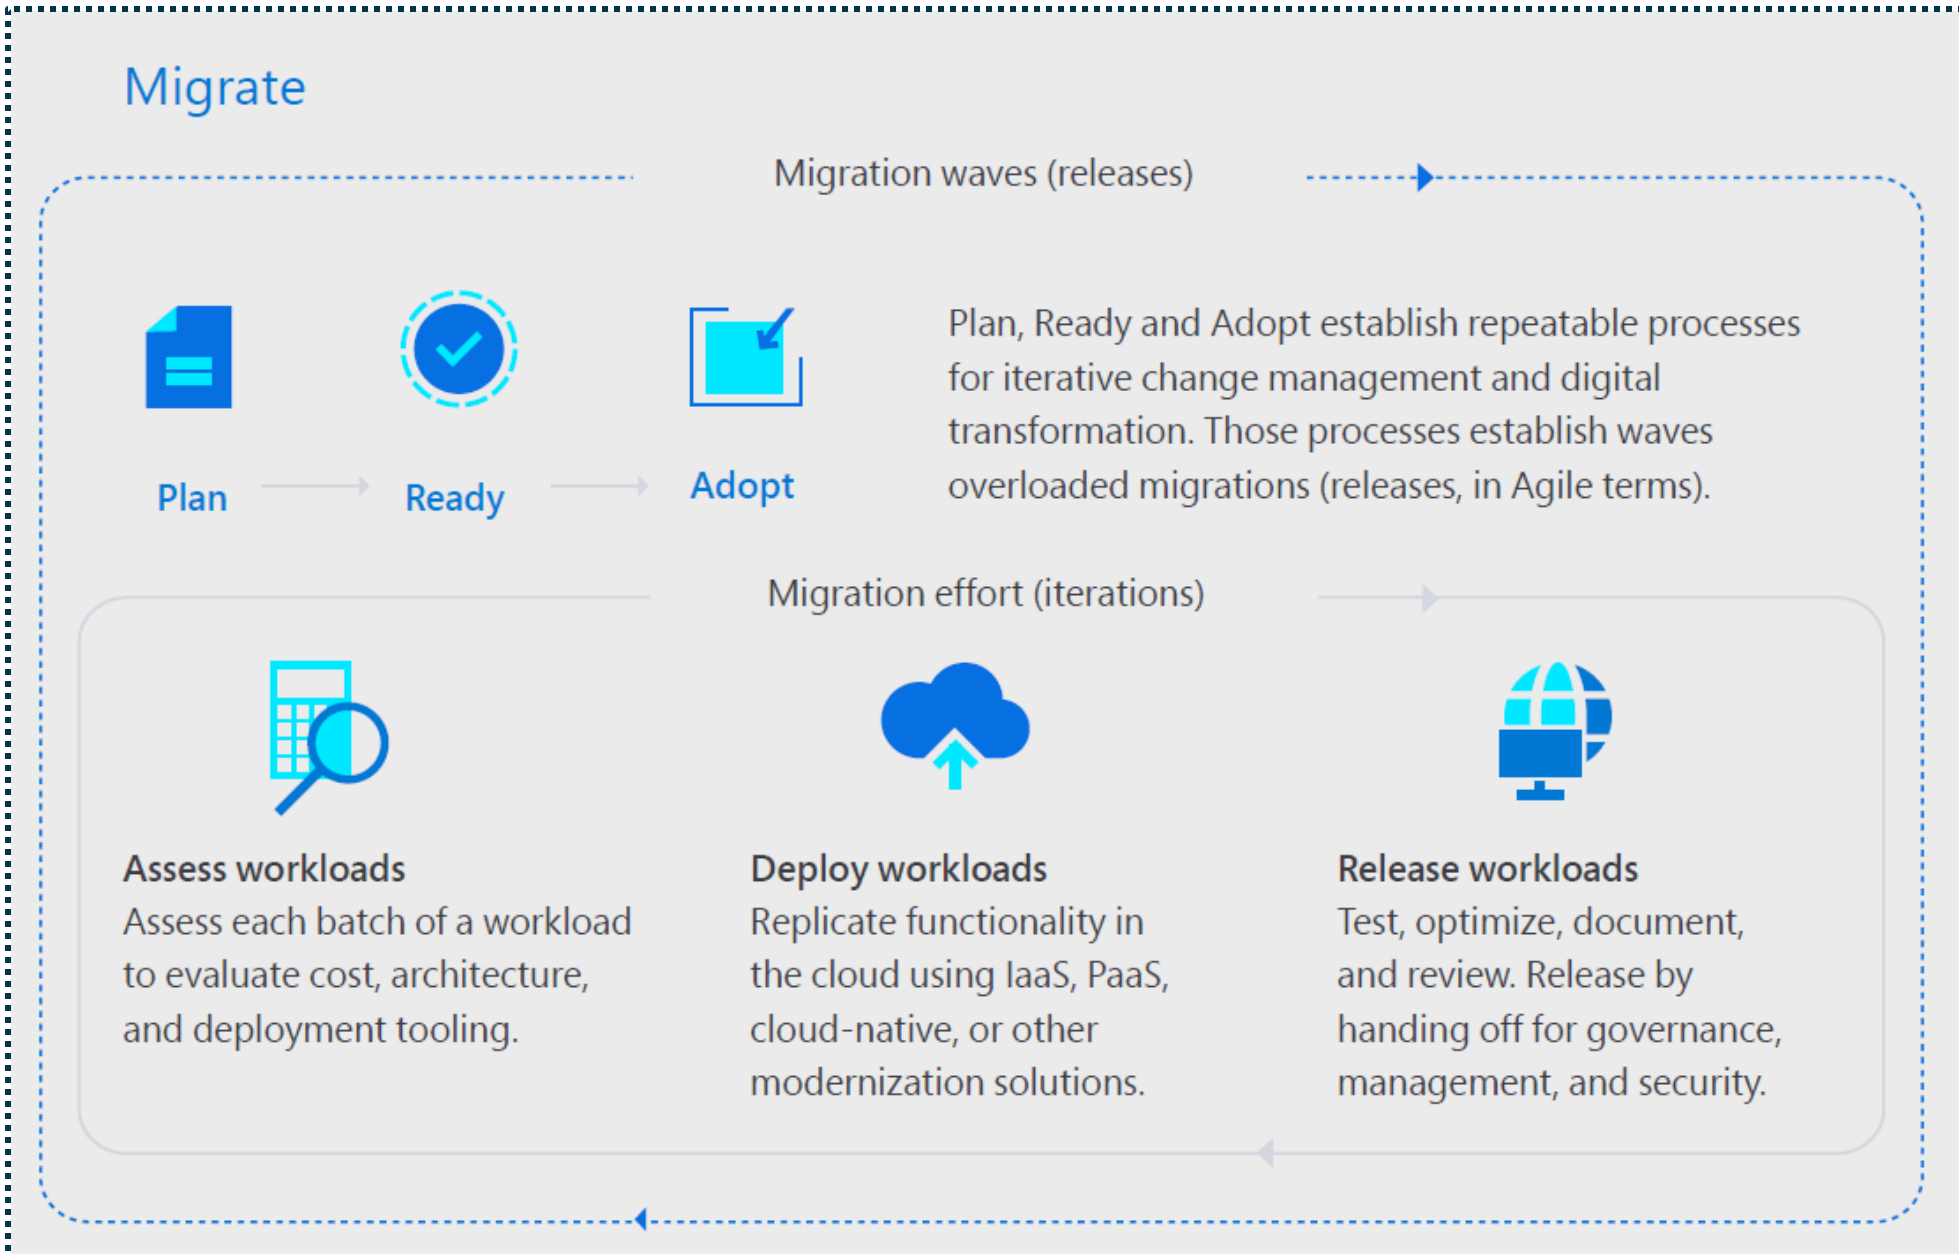 Migrate
Migration waves (releases)
Plan
Ready
Adopt
Plan, Ready and Adopt establish repeatable processes
for iterative change management and digital
transformation. Those processes establish waves
overloaded migrations (releases, in Agile terms).
Migration effort (iterations)
Assess workloads
Assess each batch of a workload
to evaluate cost, architecture,
and deployment tooling.
Deploy workloads
Replicate functionality in
the cloud using IaaS, PaaS,
cloud-native, or other
modernization solutions.
Release workloads
Test, optimize, document,
and review. Release by
handing off for governance,
management, and security.